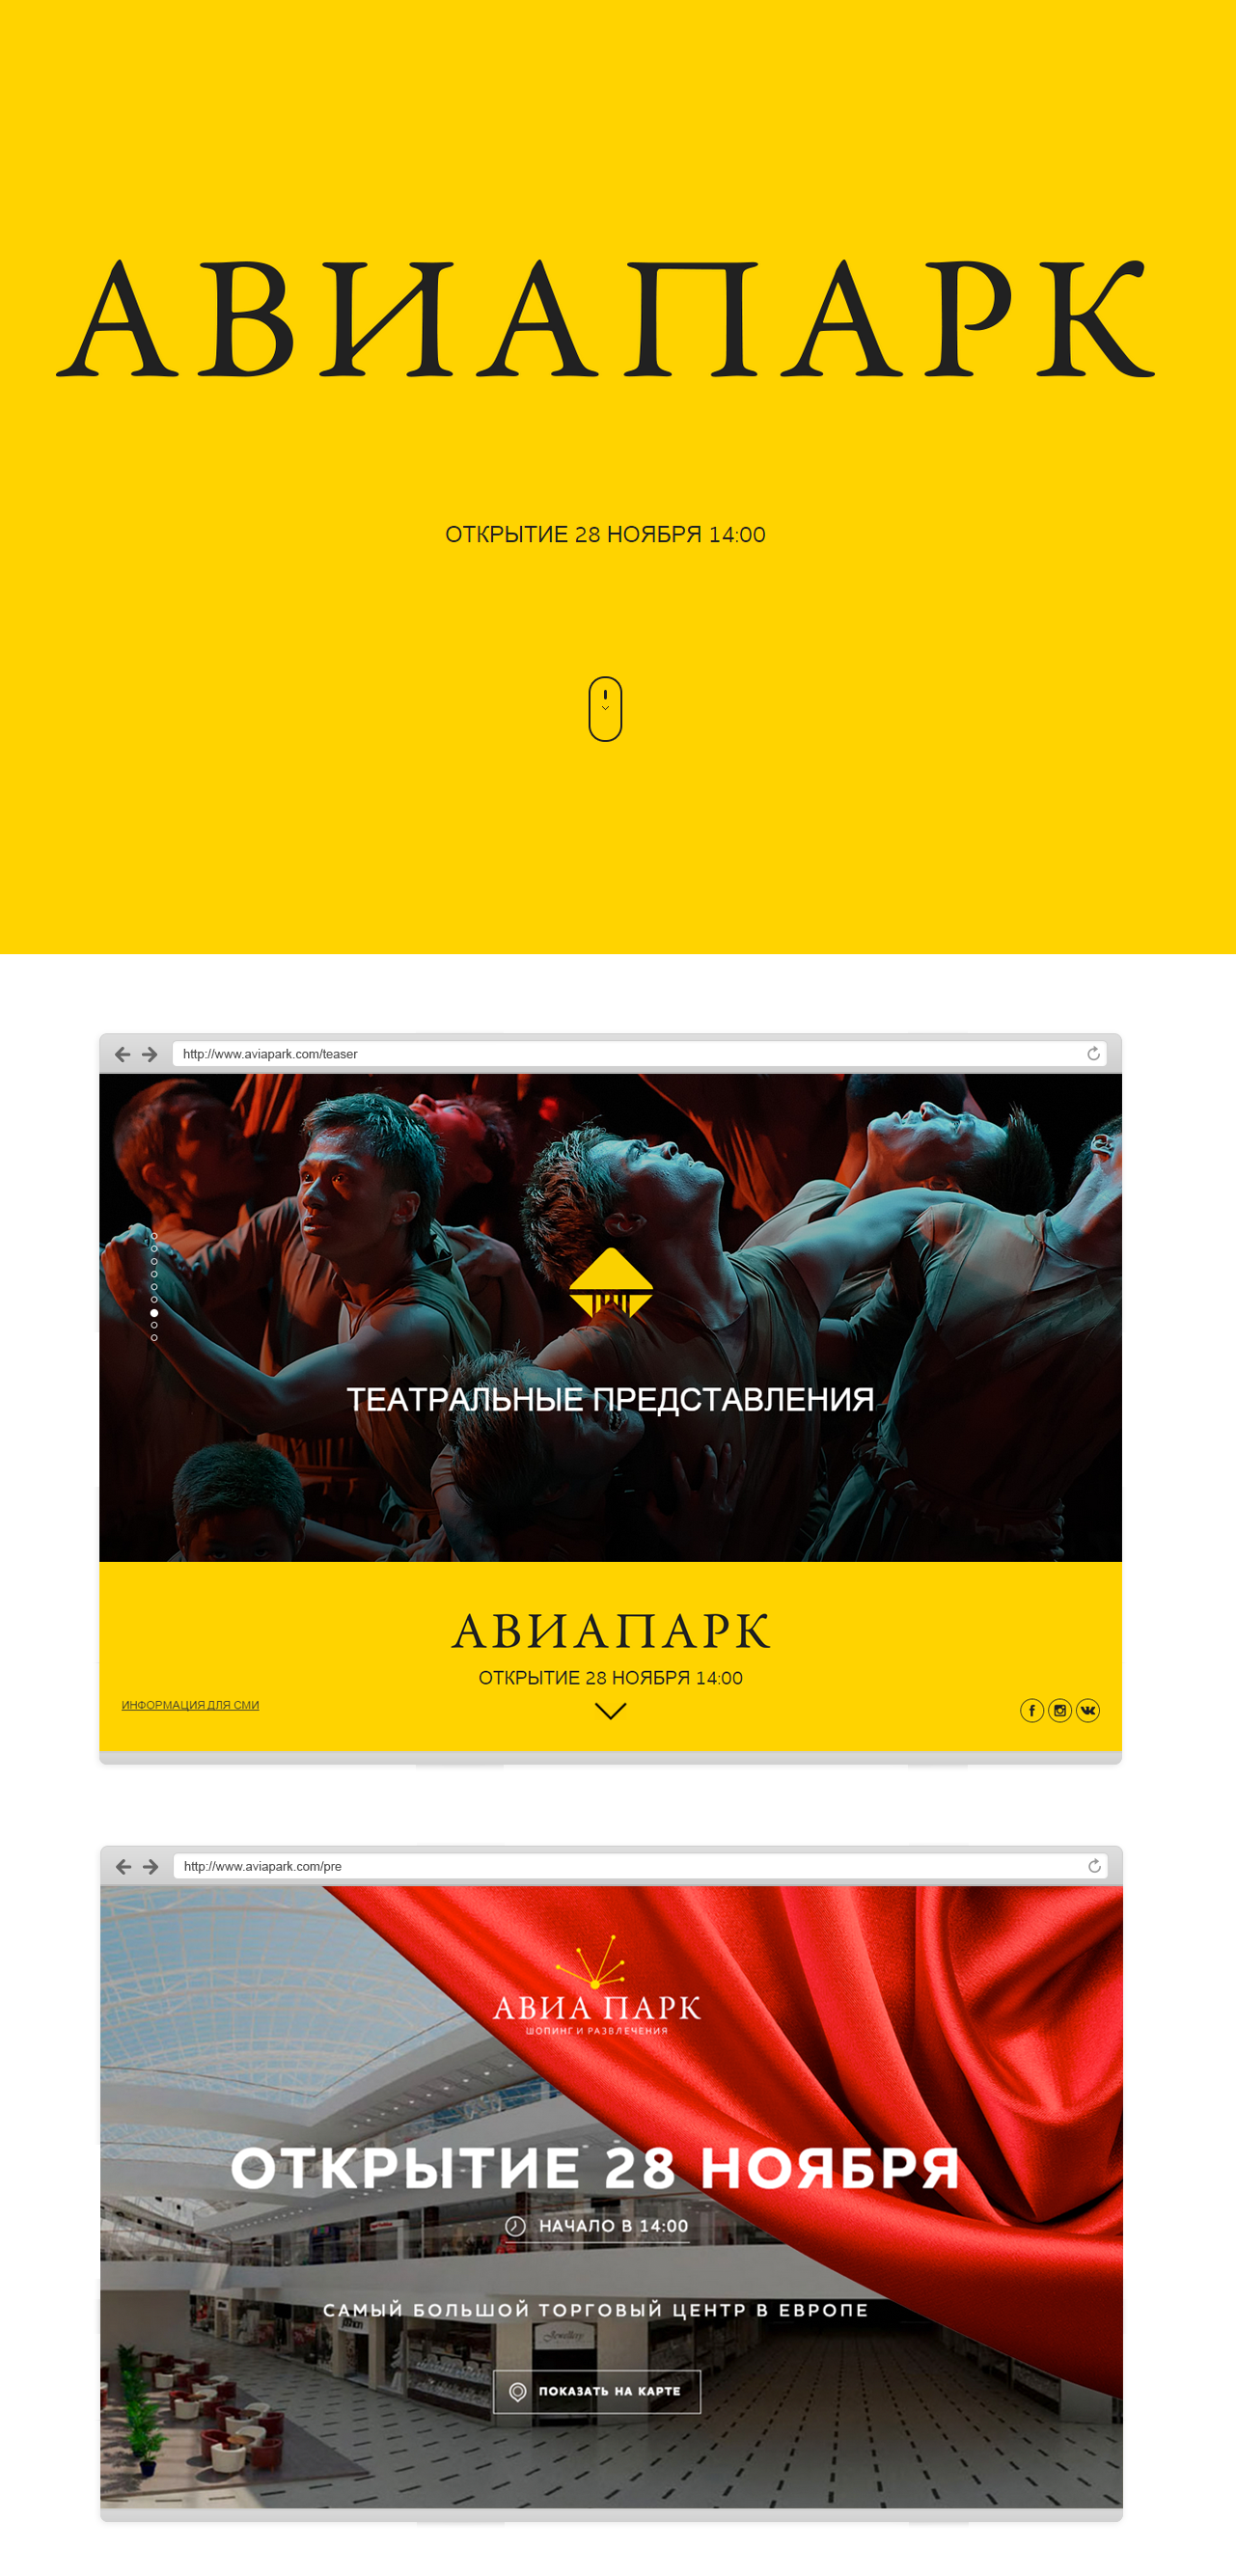 АВИАПАРК
ОТКРЫТИЕ 28 НОЯБРЯ 14:00
http://www.aviapark.com/teaser
ТЕАТРАЛЬНЫЕ ПРЕДСТАВЛЕНИЯ
АВИАПАРК
ОТКРЫТИЕ 28 НОЯБРЯ 14:00
ИНФОРМАЦИЯ ДЛЯ СМИ
http://www.aviapark.com/pre
АВИА ПАРК
ШОПИНГ И РАЗВЛЕЧЕНИЯ
ОТКРЫТИЕ 28 НОЯБРЯ
НАЧАЛО В 14:00
САМЫЙ БОЛЬШОЙ ТОРГОВЫЙ ЦЕНТР В ЕВРОПЕ
Jewellery
ПОКАЗАТЬ НА КАРТЕ